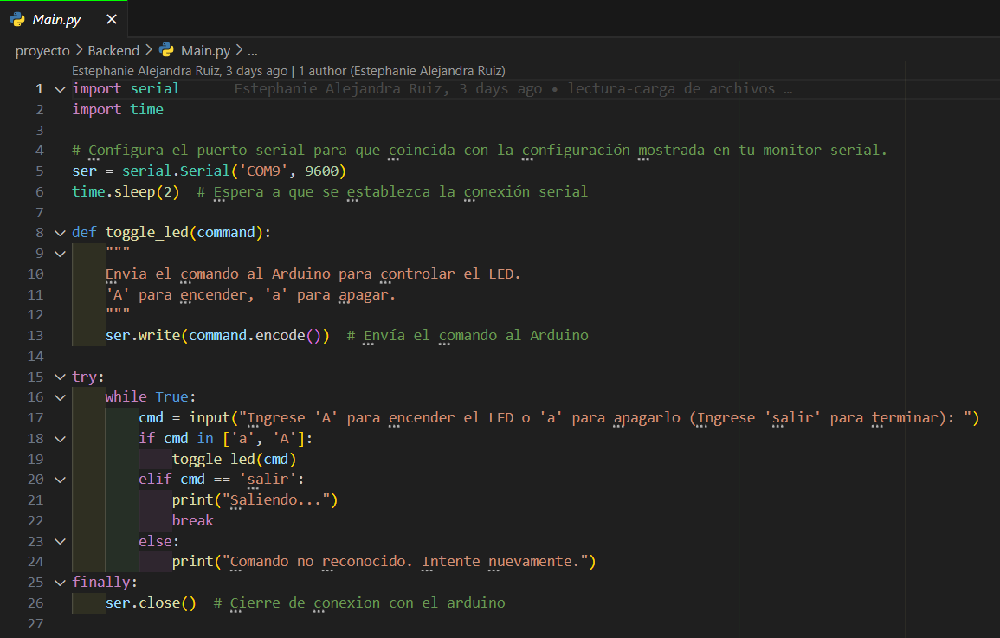 Main.py
proyecto > Backend > Main.py > ...
Estephanie Alejandra Ruiz, 3 days ago | 1 author (Estephanie Alejandra Ruiz)
1 import serial Estephanie Alejandra Ruiz, 3 days ago • lectura-carga de archivos …
2 import time
3
4 # Configura el puerto serial para que coincida con la configuración mostrada en tu monitor serial.
5 ser = serial.Serial('COM9', 9600)
6 time.sleep(2)  # Espera a que se establezca la conexión serial
7
8 def toggle_led(command):
9     """
10     Envia el comando al Arduino para controlar el LED.
11     'A' para encender, 'a' para apagar.
12     """
13     ser.write(command.encode())  # Envía el comando al Arduino
14
15 try:
16     while True:
17         cmd = input("Ingrese 'A' para encender el LED o 'a' para apagarlo (Ingrese 'salir' para terminar): ")
18         if cmd in ['a', 'A']:
19             toggle_led(cmd)
20         elif cmd == 'salir':
21             print("Saliendo...")
22             break
23         else:
24             print("Comando no reconocido. Intente nuevamente.")
25 finally:
26     ser.close()  # Cierre de conexion con el arduino
27